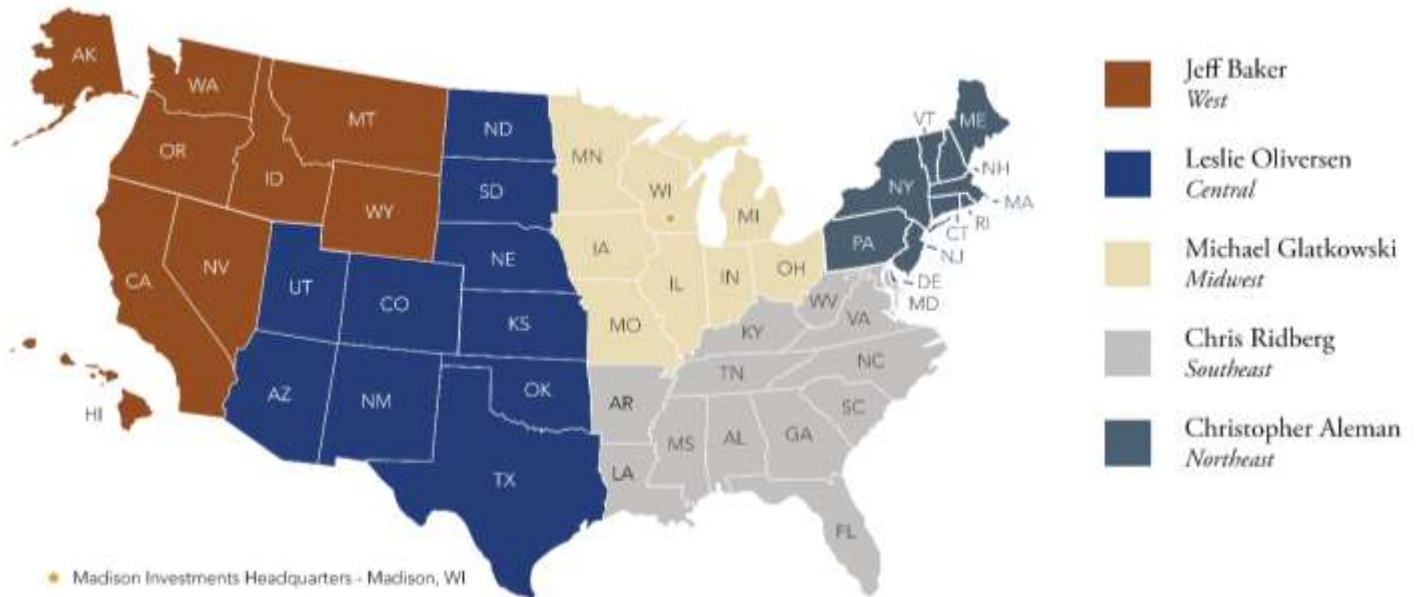 AK
WA
MT
ND
MN
VT
ME
OR
ID
SD
WI
MI
NY
NH
MA
WY
RI
CT
PA
NJ
NE
IA
OH
IN
IL
CA
NV
UT
CO
DE
MD
WV
VA
KS
MO
KY
NC
TN
AZ
NM
OK
AR
SC
HI
MS
AL
GA
TX
LA
FL
Madison Investments Headquarters - Madison, WI
Jeff Baker
West
Leslie Oliversen
Central
Michael Glatkowski
Midwest
Chris Ridberg
Southeast
Christopher Aleman
Northeast